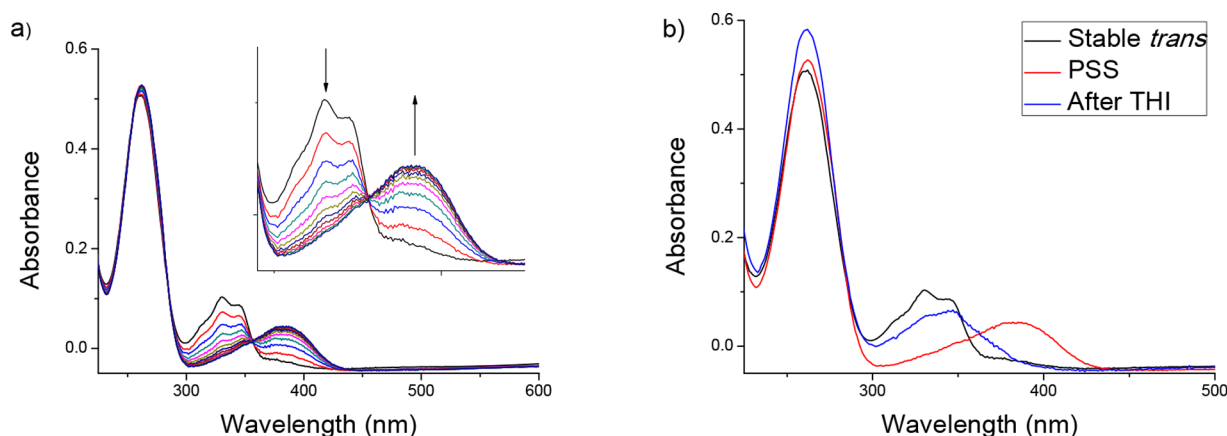 a)
0.6
0.4
0.2
0.0
300
400
500
600
Absorbance
Wavelength (nm)
b)
Stable trans
PSS
After THI
0.6
0.4
0.2
0.0
300
400
500
Absorbance
Wavelength (nm)